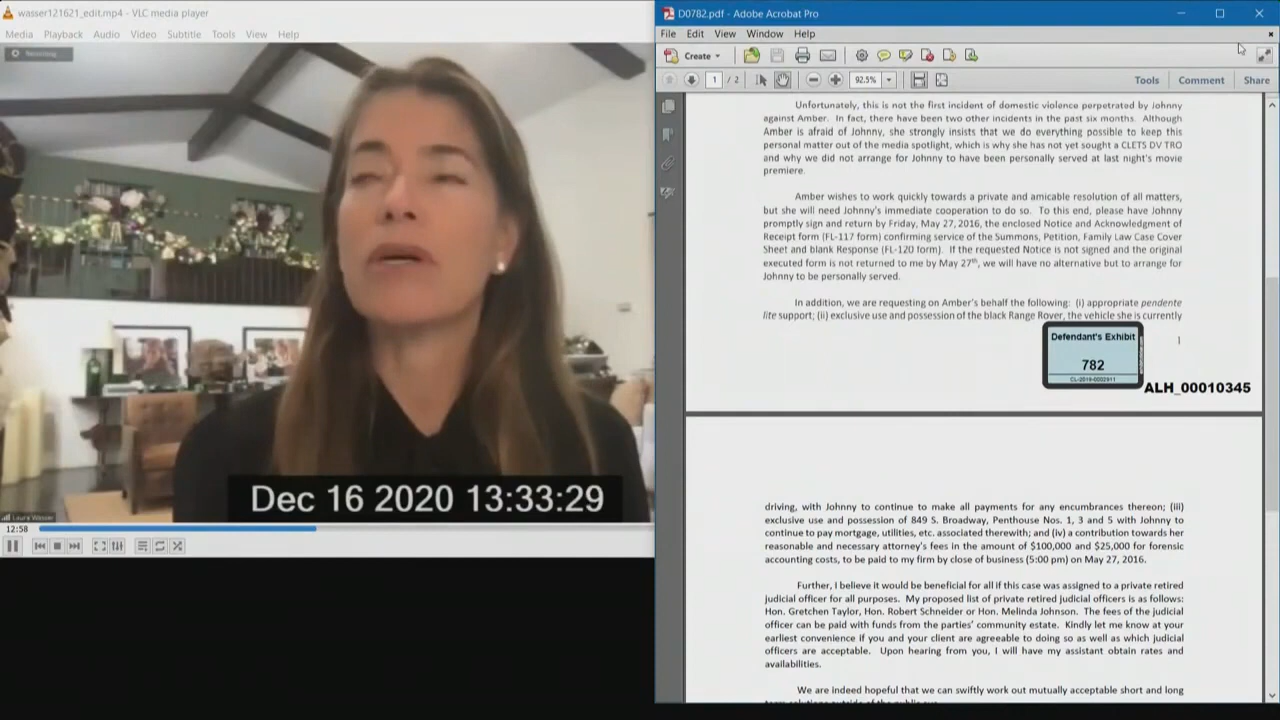 wasser121621_edit.mp4 - VLC media player
Media Playback Audio Video Subtitle Tools View Help
Recording...
Dec 16 2020 13:33:29
Laura Wasser
12:58
D0782.pdf - Adobe Acrobat Pro
File Edit View Window Help
Create
1 / 2 92.5% Tools Comment Share
Unfortunately, this is not the first incident of domestic violence perpetrated by Johnny
against Amber. In fact, there have been two other incidents in the past six months. Although
Amber is afraid of Johnny, she strongly insists that we do everything possible to keep this
personal matter out of the media spotlight, which is why she has not yet sought a CLETS DV TRO
and why we did not arrange for Johnny to have been personally served at last night's movie
premiere.
Amber wishes to work quickly towards a private and amicable resolution of all matters,
but she will need Johnny's immediate cooperation to do so. To this end, please have Johnny
promptly sign and return by Friday, May 27, 2016, the enclosed Notice and Acknowledgment of
Receipt form (FL-117 form) confirming service of the Summons, Petition, Family Law Case Cover
Sheet and blank Response (FL-120 form). If the requested Notice is not signed and the original
executed form is not returned to me by May 27th, we will have no alternative but to arrange for
Johnny to be personally served.
In addition, we are requesting on Amber's behalf the following: (i) appropriate pendente
lite support; (ii) exclusive use and possession of the black Range Rover, the vehicle she is currently
1
Defendant's Exhibit
782
CL-2019-0002911
ALH_00010345
driving, with Johnny to continue to make all payments for any encumbrances thereon; (iii)
exclusive use and possession of 849 S. Broadway, Penthouse Nos. 1, 3 and 5 with Johnny to
continue to pay mortgage, utilities, etc. associated therewith; and (iv) a contribution towards her
reasonable and necessary attorney's fees in the amount of $100,000 and $25,000 for forensic
accounting costs, to be paid to my firm by close of business (5:00 pm) on May 27, 2016.
Further, I believe it would be beneficial for all if this case was assigned to a private retired
judicial officer for all purposes. My proposed list of private retired judicial officers is as follows:
Hon. Gretchen Taylor, Hon. Robert Schneider or Hon. Melinda Johnson. The fees of the judicial
officer can be paid with funds from the parties' community estate. Kindly let me know at your
earliest convenience if you and your client are agreeable to doing so as well as which judicial
officers are acceptable. Upon hearing from you, I will have my assistant obtain rates and
availabilities.
We are indeed hopeful that we can swiftly work out mutually acceptable short and long